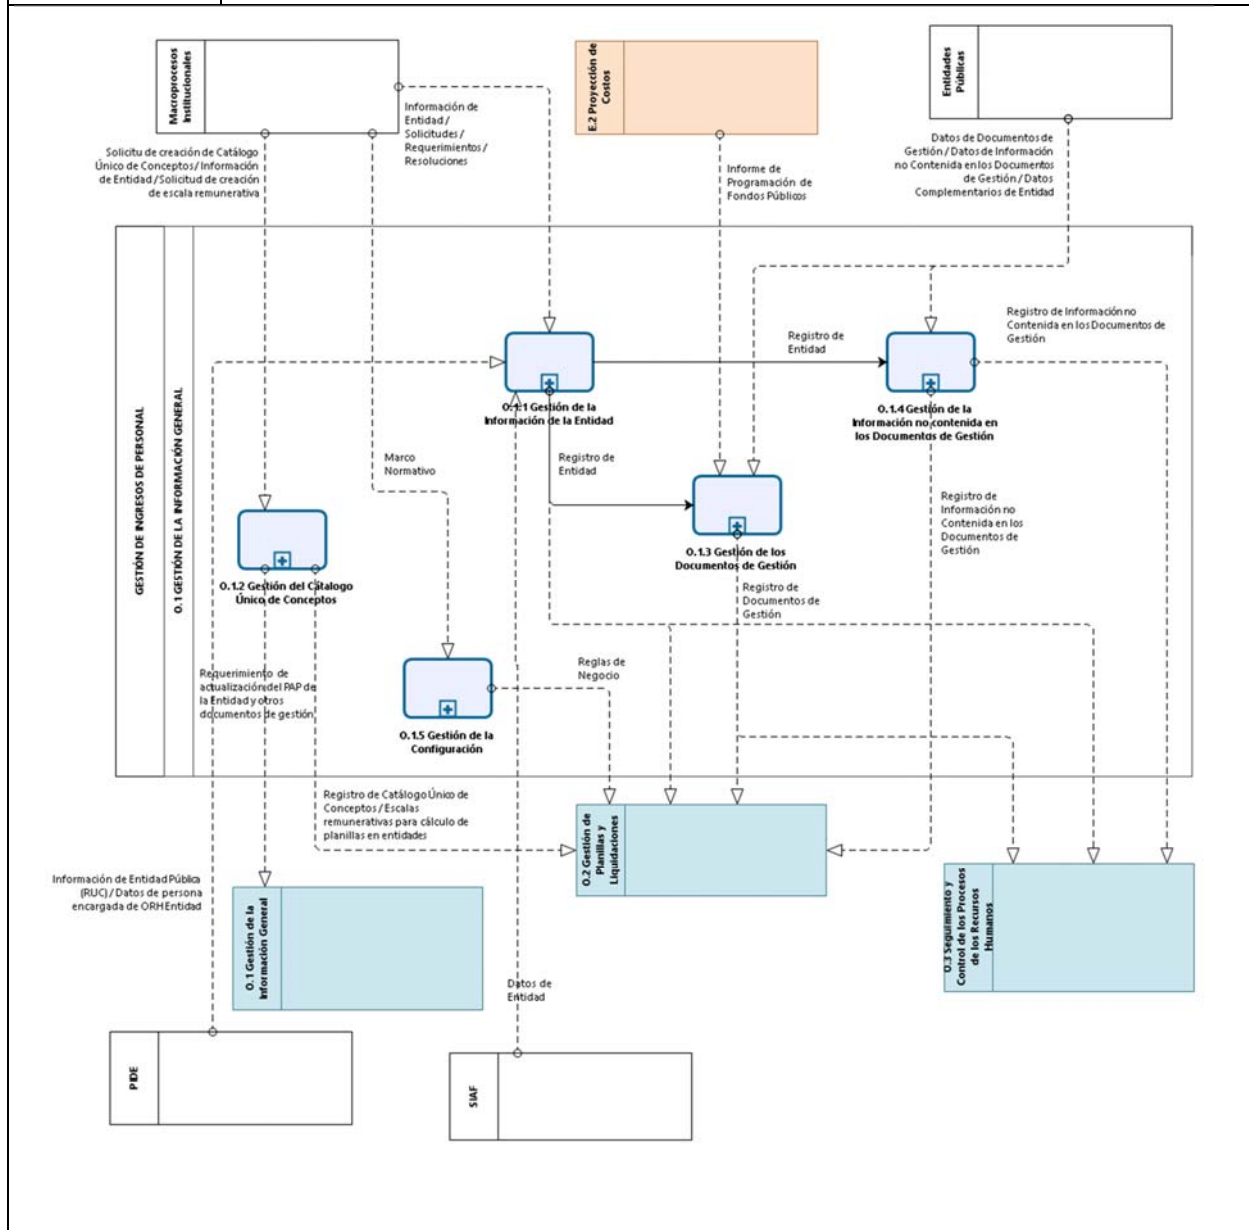 Macroprocesos
Institucionales
E.2 Proyección de
Costos
Entidades
Públicas
Información de
Entidad /
Solicitudes /
Requerimientos /
Resoluciones
Solicitu de creación de Catálogo
Único de Conceptos / Información
de Entidad / Solicitud de creación
de escala remunerativa
Informe de
Programación de
Fondos Públicos
Datos de Documentos de
Gestión / Datos de Información
no Contenida en los Documentos
de Gestión / Datos
Complementarios de Entidad
GESTIÓN DE INGRESOS DE PERSONAL
O.1 GESTIÓN DE LA INFORMACIÓN GENERAL
Registro de Información no
Contenida en los Documentos de
Gestión
Registro de
Entidad
O.1.1 Gestión de la
Información de la Entidad
O.1.4 Gestión de la
Información no contenida en
los Documentos de Gestión
Marco
Normativo
Registro de
Entidad
Registro de
Información no
Contenida en los
Documentos de
Gestión
O.1.3 Gestión de los
Documentos de Gestión
O.1.2 Gestión del Cátalogo
Único de Conceptos
Registro de
Documentos de
Gestión
Requerimiento de
actualización del PAP de
la Entidad y otros
documentos de gestión
Reglas de
Negocio
O.1.5 Gestión de la
Configuración
Registro de Catálogo Único de
Conceptos / Escalas
remunerativas para cálculo de
planillas en entidades
O.2 Gestión de
Planillas y
Liquidaciones
Información de Entidad Pública
(RUC) / Datos de persona
encargada de ORH Entidad
O.1 Gestión de la
Información General
O.3 Seguimiento y
Control de los Procesos
de los Recursos
Humanos
Datos de
Entidad
PIDE
SIAF